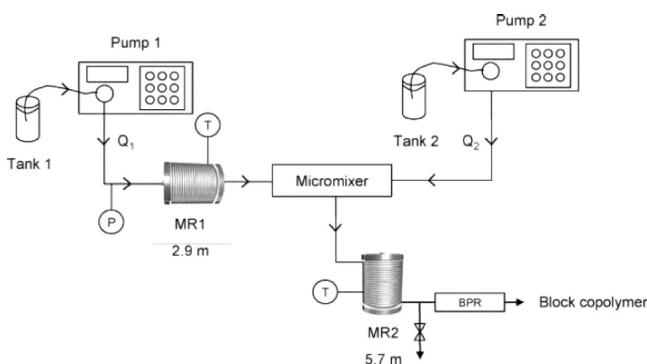 Pump 1
Pump 2
Tank 1
Q1
T
Tank 2
Q2
Micromixer
P
MR1
2.9 m
T
BPR
Block copolymer
MR2
5.7 m